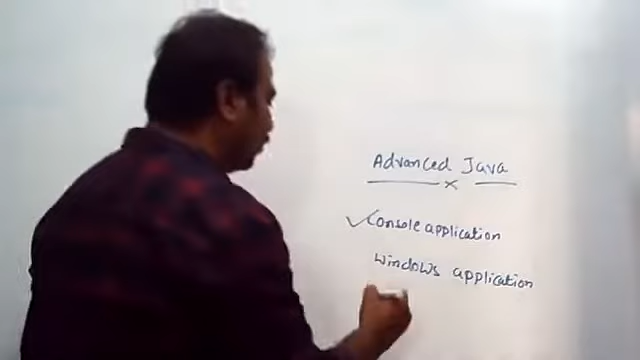 Advanced Java
Console application
Windows application